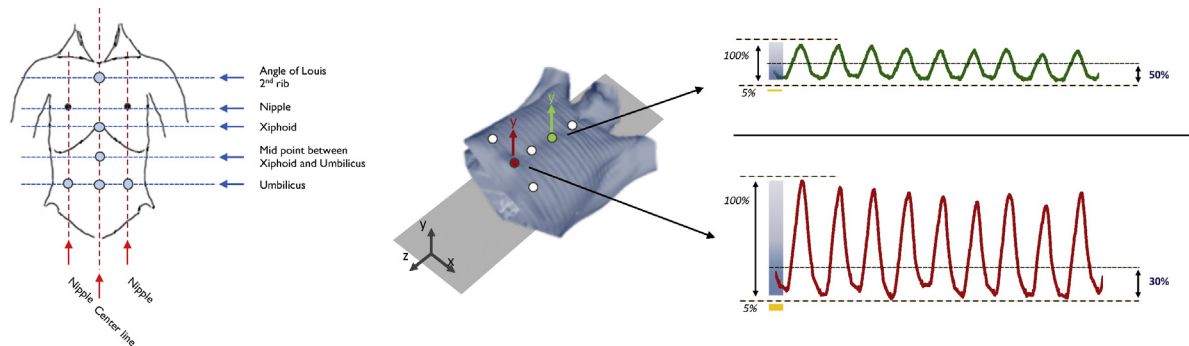 Angle of Louis
2nd rib
Nipple
Xiphoid
Mid point between
Xiphoid and Umbilicus
Umbilicus
Nipple
Center line
Nipple
y
y
y
z
x
100%
5%
50%
100%
5%
30%